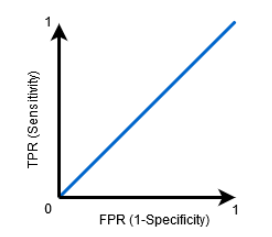 1
TPR (Sensitivity)
0
1
FPR (1-Specificity)